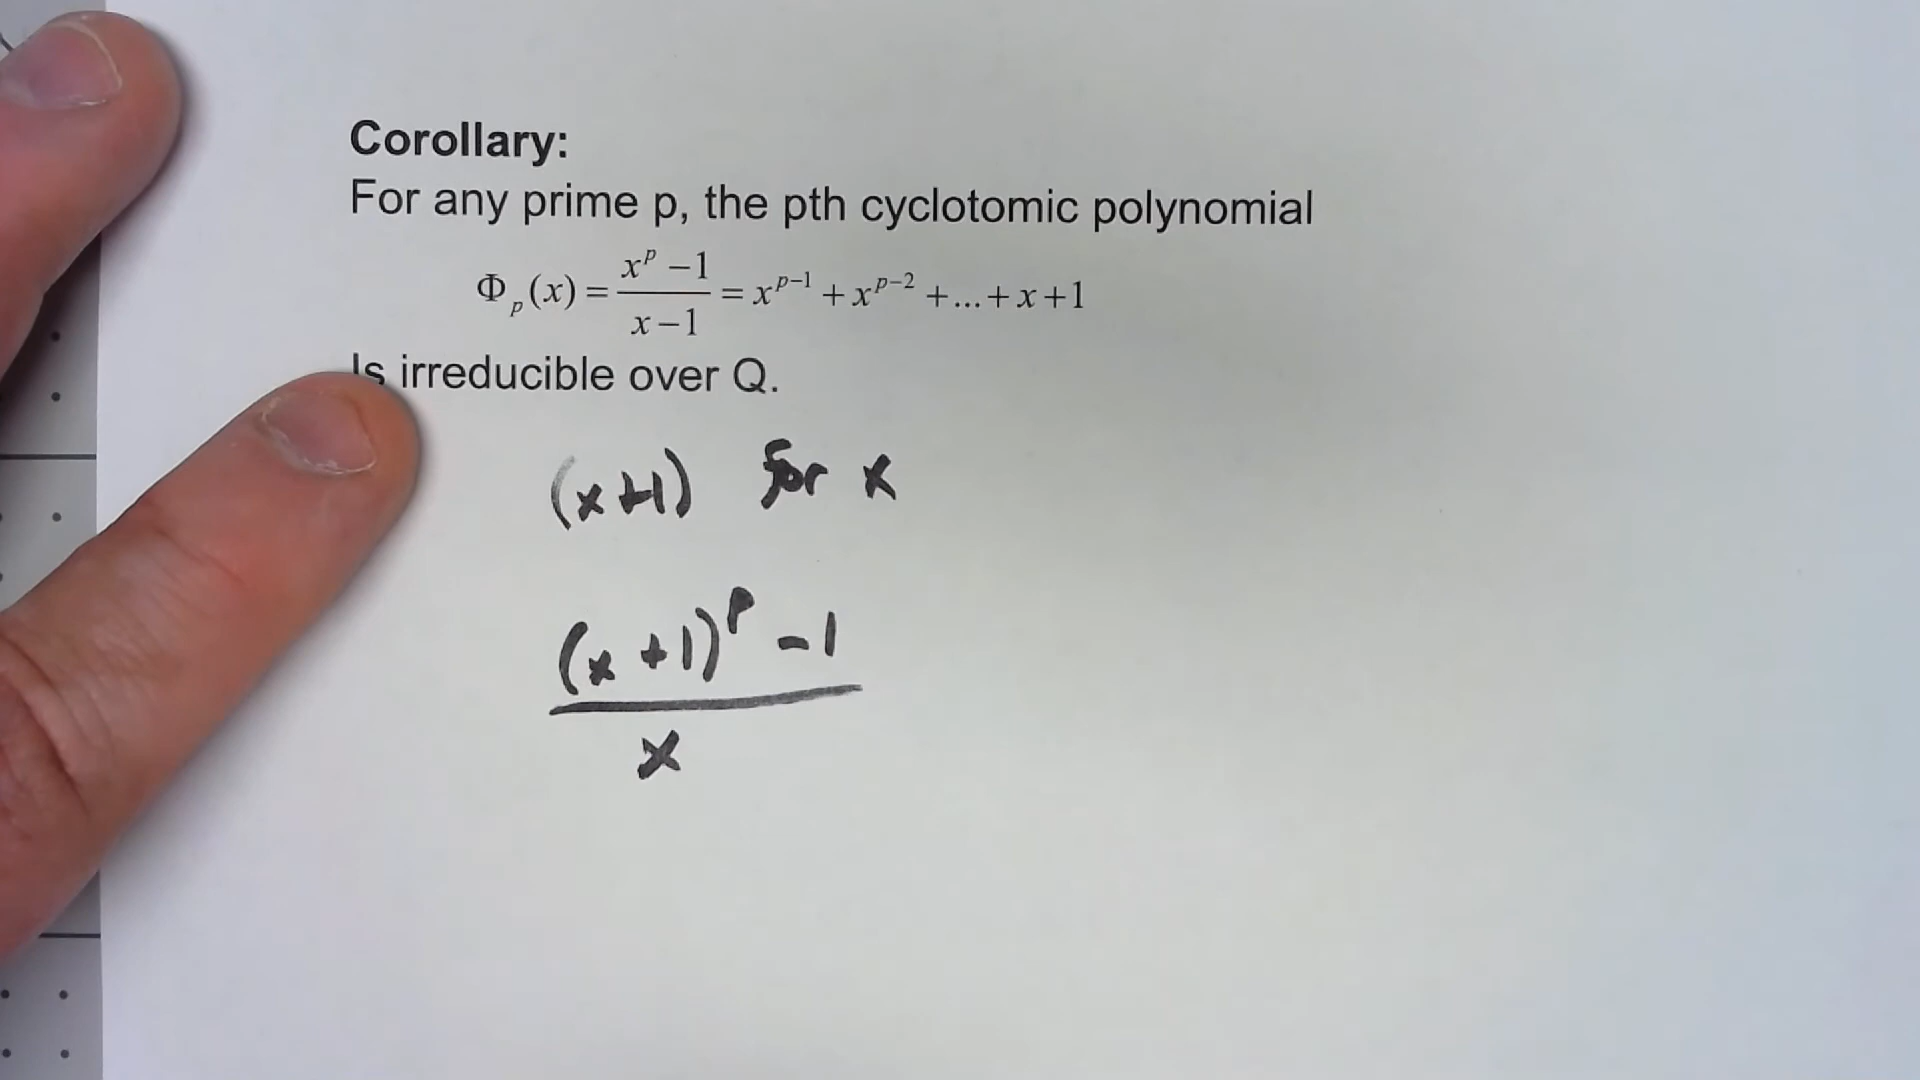 Corollary:
For any prime p, the pth cyclotomic polynomial
Φ_p(x) = (x^p − 1)/(x − 1) = x^{p−1} + x^{p−2} + ... + x + 1
Is irreducible over Q.
(x+1) for x
((x+1)^p − 1)/x